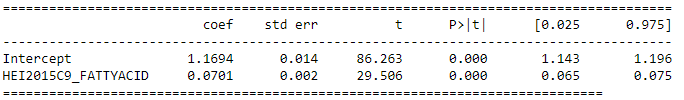 ====================================================================================
coef std err t P>|t| [0.025 0.975]
------------------------------------------------------------------------------------
Intercept 1.1694 0.014 86.263 0.000 1.143 1.196
HEI2015C9_FATTYACID 0.0701 0.002 29.506 0.000 0.065 0.075
===========================================================================